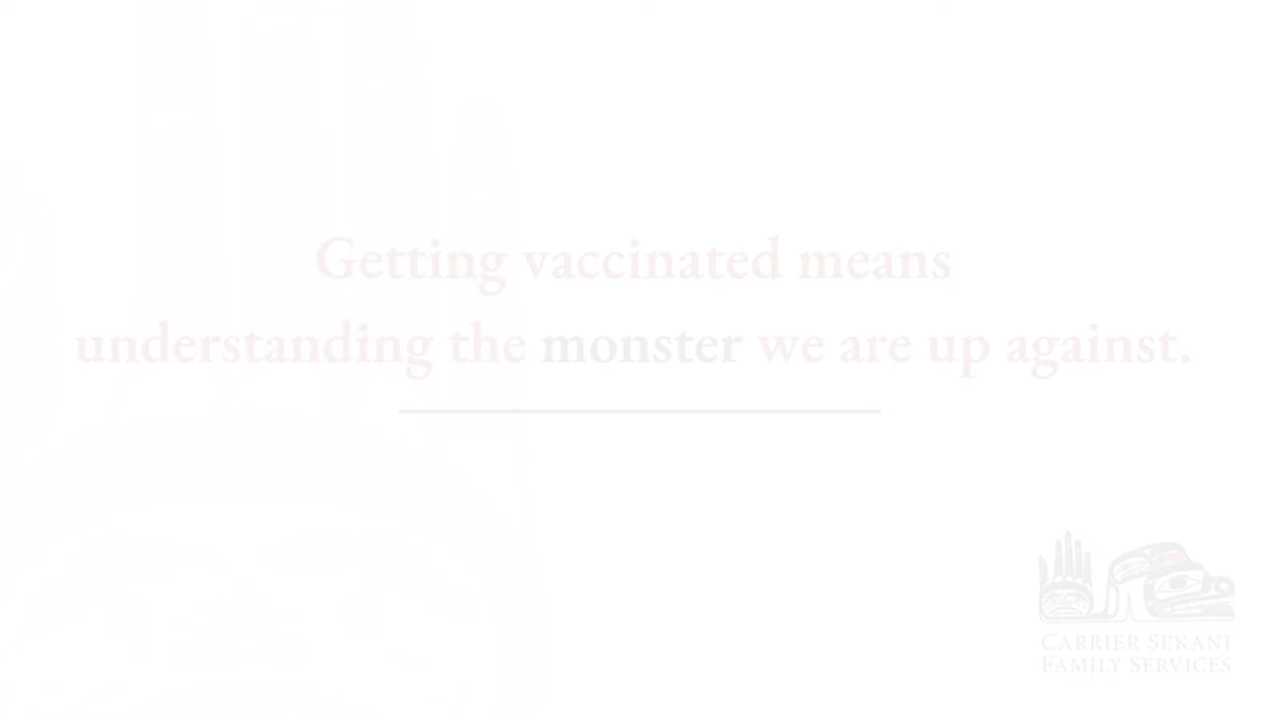 Getting vaccinated means
understanding the monster we are up against.
CARRIER SEKANI
FAMILY SERVICES